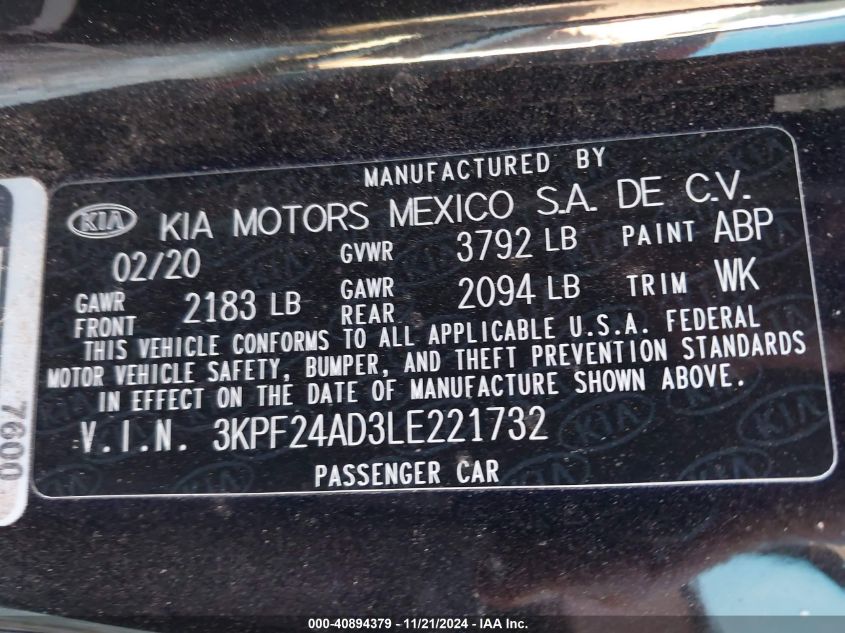 MANUFACTURED BY
KIA KIA MOTORS MEXICO S.A. DE C.V.
02/20 GVWR 3792 LB PAINT ABP
GAWR FRONT 2183 LB GAWR REAR 2094 LB TRIM WK
THIS VEHICLE CONFORMS TO ALL APPLICABLE U.S.A. FEDERAL
MOTOR VEHICLE SAFETY, BUMPER, AND THEFT PREVENTION STANDARDS
IN EFFECT ON THE DATE OF MANUFACTURE SHOWN ABOVE.
V.I.N. 3KPF24AD3LE221732
PASSENGER CAR
7600
000-40894379 - 11/21/2024 - IAA, Inc.